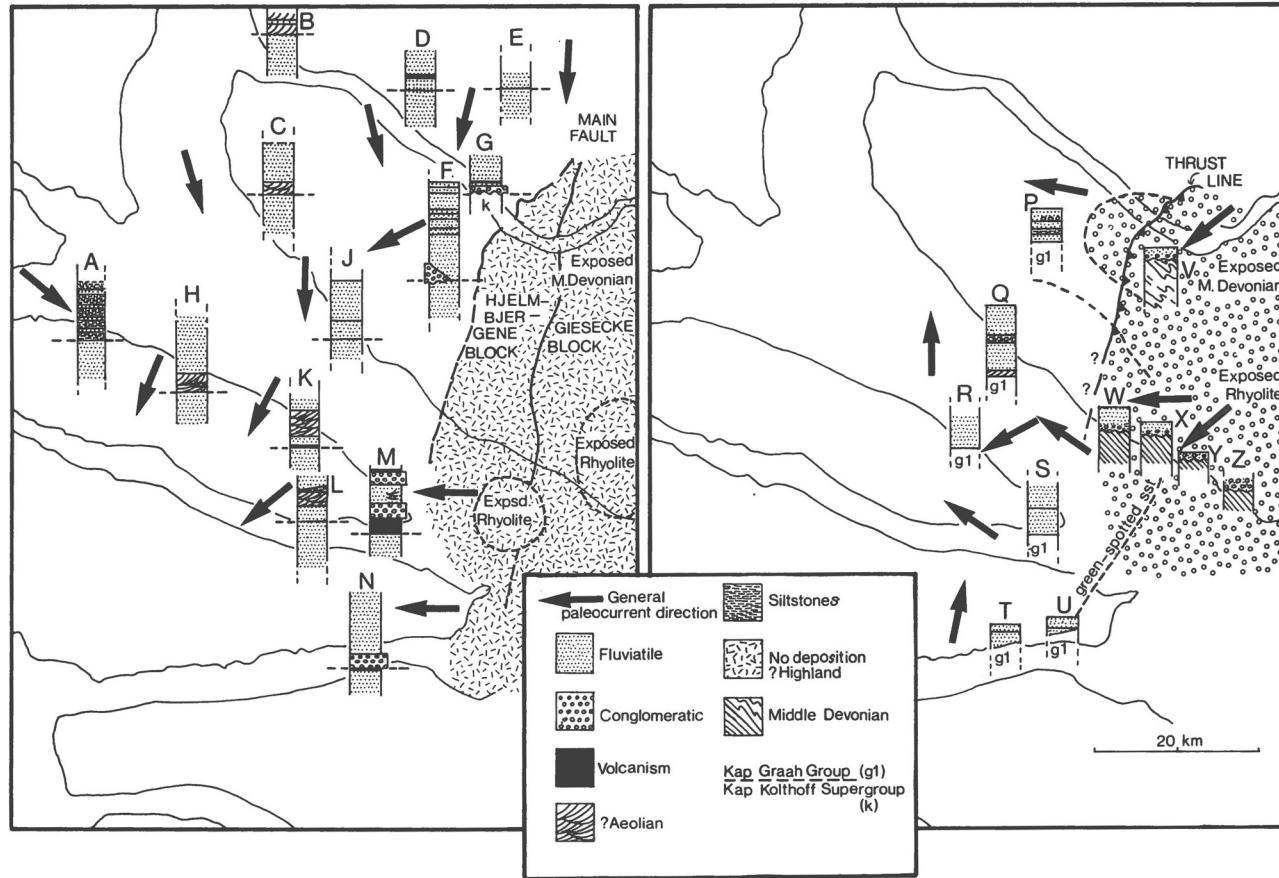 B
D
E
C
MAIN
FAULT
G
F
k
A
J
Exposed
M.Devonian
H
HJELM-
BJER-
GENE
BLOCK
GIESECKE
BLOCK
K
Exposed
Rhyolite
M
L
Expsd.
Rhyolite
N
THRUST
LINE
P
g1
V
Exposed
M. Devonian
Q
g1
?
?
Exposed
Rhyolite
R
W
X
Y
Z
g1
S
g1
green-spotted sst
T
U
g1
g1
20 km
General
paleocurrent direction
Fluviatile
Conglomeratic
Volcanism
?Aeolian
Siltstones
No deposition
?Highland
Middle Devonian
Kap Graah Group (g1)
Kap Kolthoff Supergroup
(k)